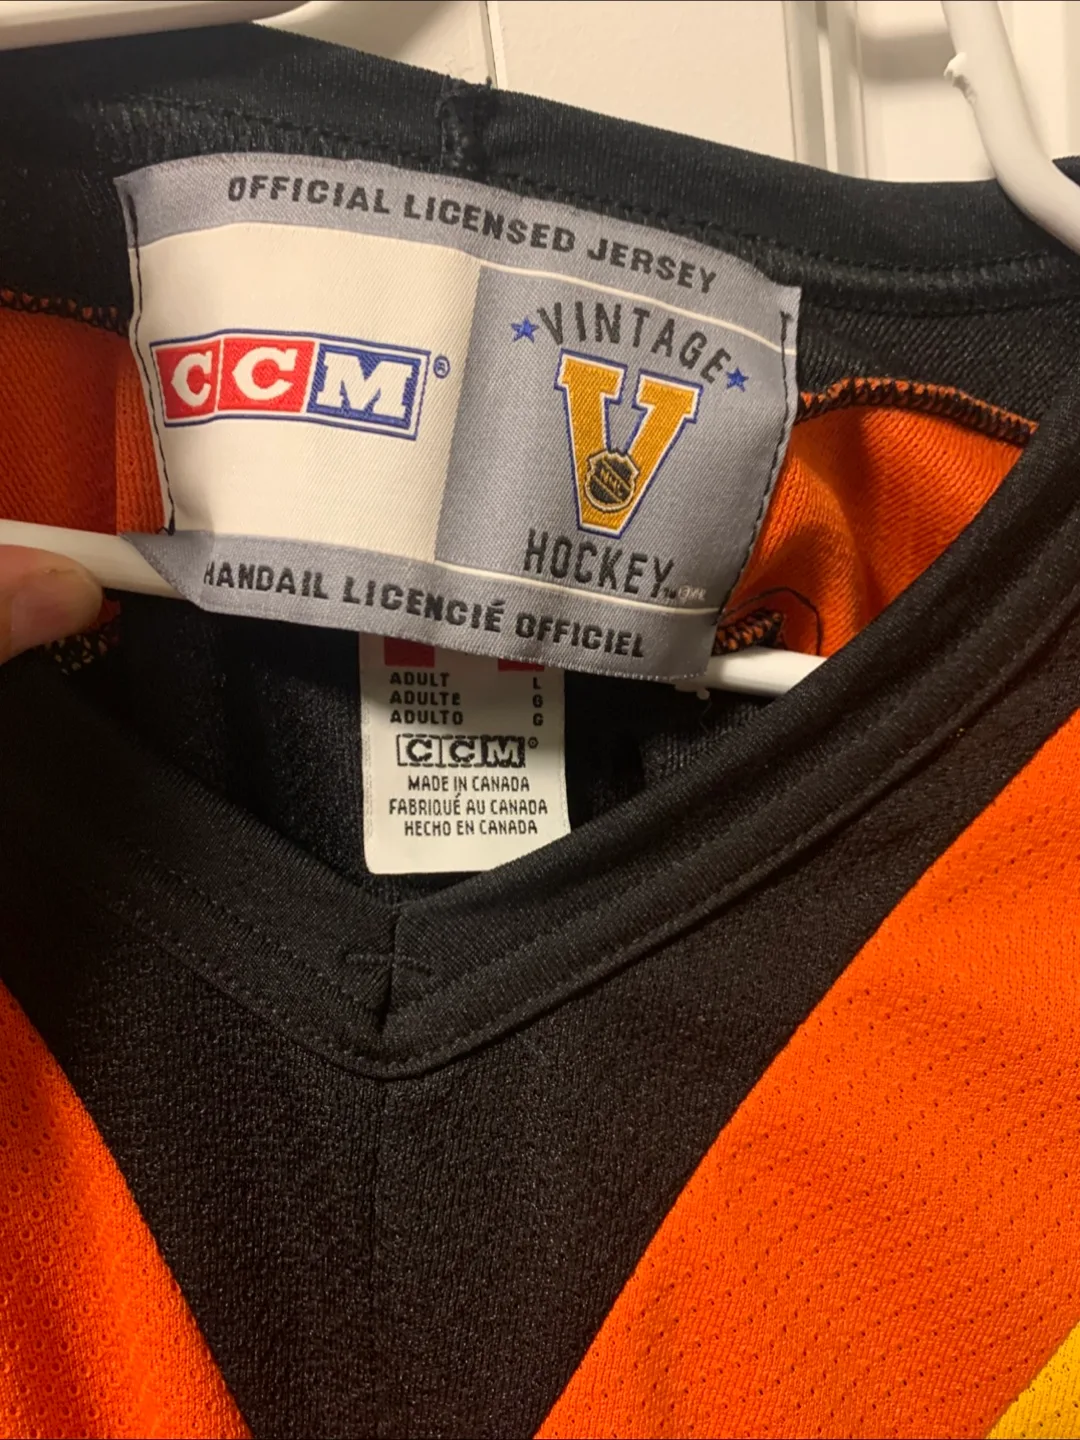 OFFICIAL LICENSED JERSEY
CCM®
VINTAGE
V
NHL
HOCKEY
HANDAIL LICENCIÉ OFFICIEL
ADULT L
ADULTE G
ADULTO G
CCM®
MADE IN CANADA
FABRIQUÉ AU CANADA
HECHO EN CANADA